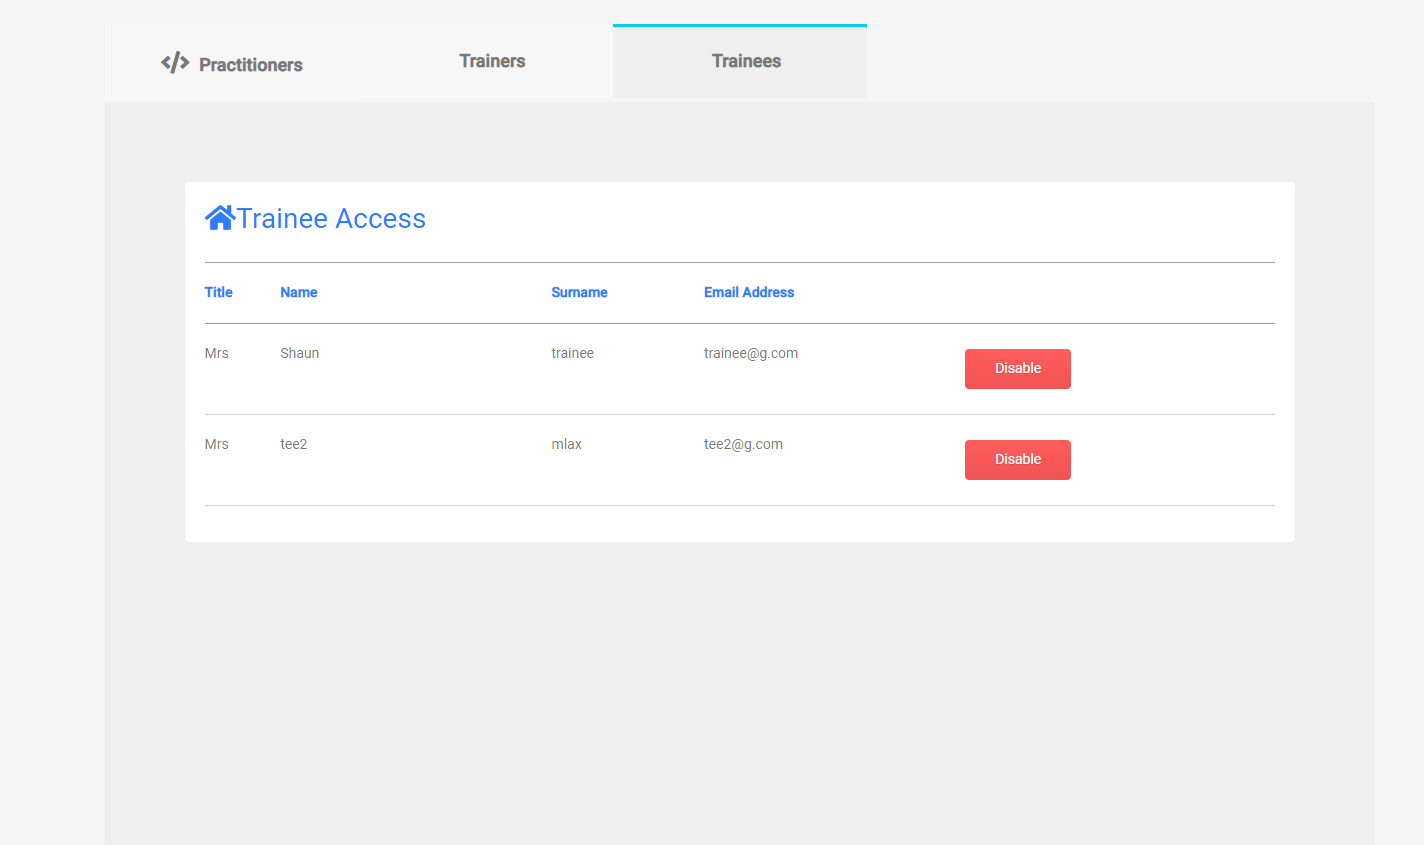 Practitioners Trainers Trainees
Trainee Access
Title Name Surname Email Address
Mrs Shaun trainee trainee@g.com Disable
Mrs tee2 mlax tee2@g.com Disable